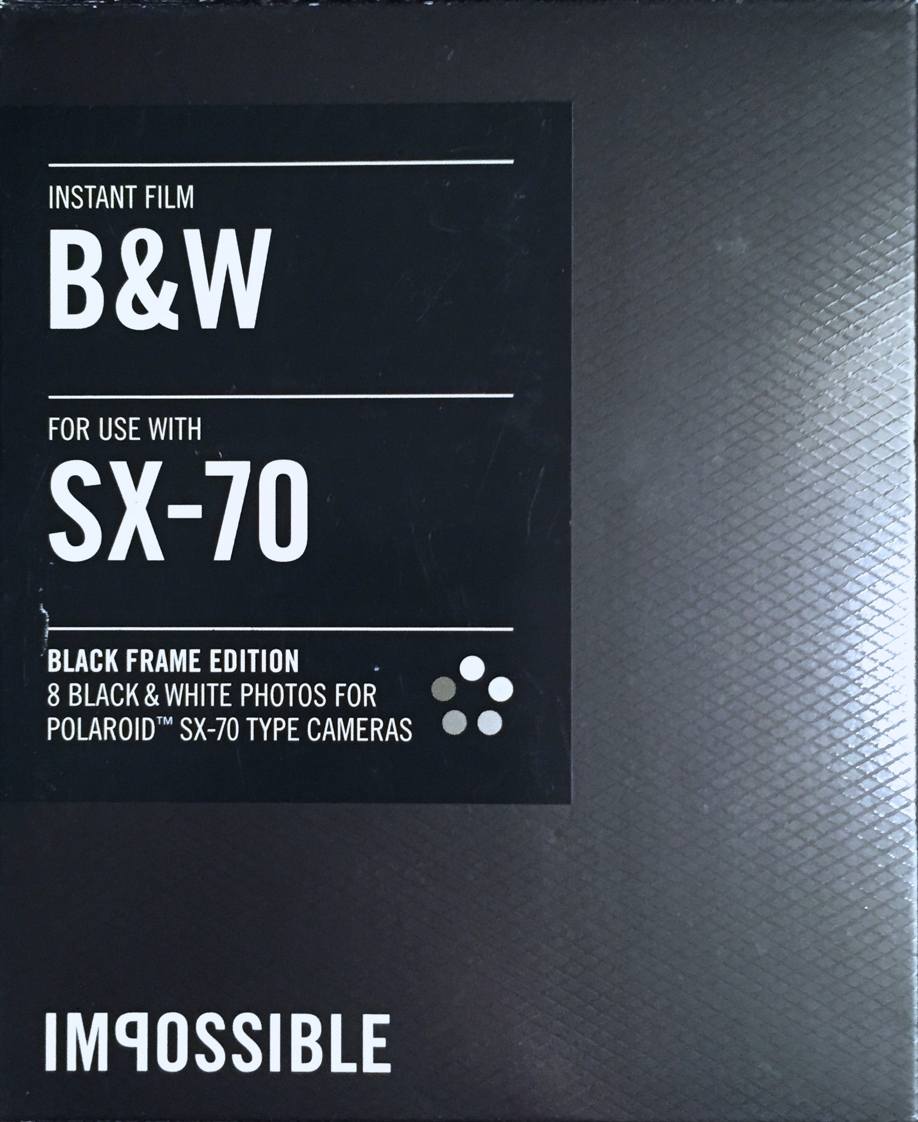 INSTANT FILM
B&W
FOR USE WITH
SX-70
BLACK FRAME EDITION
8 BLACK & WHITE PHOTOS FOR
POLAROID™ SX-70 TYPE CAMERAS
IMPOSSIBLE